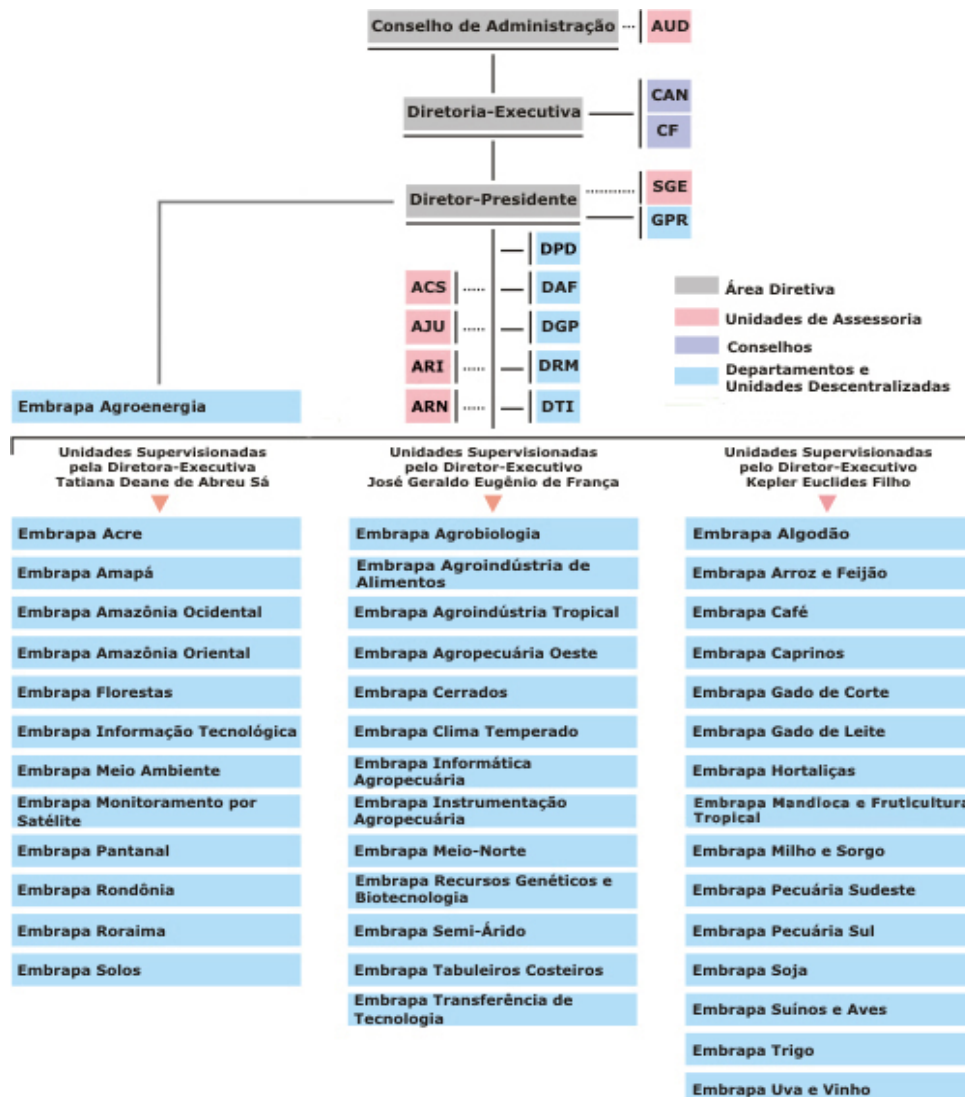 Conselho de Administração
AUD
CAN
Diretoria-Executiva
CF
SGE
Diretor-Presidente
GPR
DPD
ACS
DAF
AJU
DGP
ARI
DRM
ARN
DTI
Área Diretiva
Unidades de Assessoria
Conselhos
Departamentos e
Unidades Descentralizadas
Embrapa Agroenergia
Unidades Supervisionadas
pela Diretora-Executiva
Tatiana Deane de Abreu Sá
Embrapa Acre
Embrapa Amapá
Embrapa Amazônia Ocidental
Embrapa Amazônia Oriental
Embrapa Florestas
Embrapa Informação Tecnológica
Embrapa Meio Ambiente
Embrapa Monitoramento por
Satélite
Embrapa Pantanal
Embrapa Rondônia
Embrapa Roraima
Embrapa Solos
Unidades Supervisionadas
pelo Diretor-Executivo
José Geraldo Eugênio de França
Embrapa Agrobiologia
Embrapa Agroindústria de
Alimentos
Embrapa Agroindústria Tropical
Embrapa Agropecuária Oeste
Embrapa Cerrados
Embrapa Clima Temperado
Embrapa Informática
Agropecuária
Embrapa Instrumentação
Agropecuária
Embrapa Meio-Norte
Embrapa Recursos Genéticos e
Biotecnologia
Embrapa Semi-Árido
Embrapa Tabuleiros Costeiros
Embrapa Transferência de
Tecnologia
Unidades Supervisionadas
pelo Diretor-Executivo
Kepler Euclides Filho
Embrapa Algodão
Embrapa Arroz e Feijão
Embrapa Café
Embrapa Caprinos
Embrapa Gado de Corte
Embrapa Gado de Leite
Embrapa Hortaliças
Embrapa Mandioca e Fruticultura
Tropical
Embrapa Milho e Sorgo
Embrapa Pecuária Sudeste
Embrapa Pecuária Sul
Embrapa Soja
Embrapa Suínos e Aves
Embrapa Trigo
Embrapa Uva e Vinho